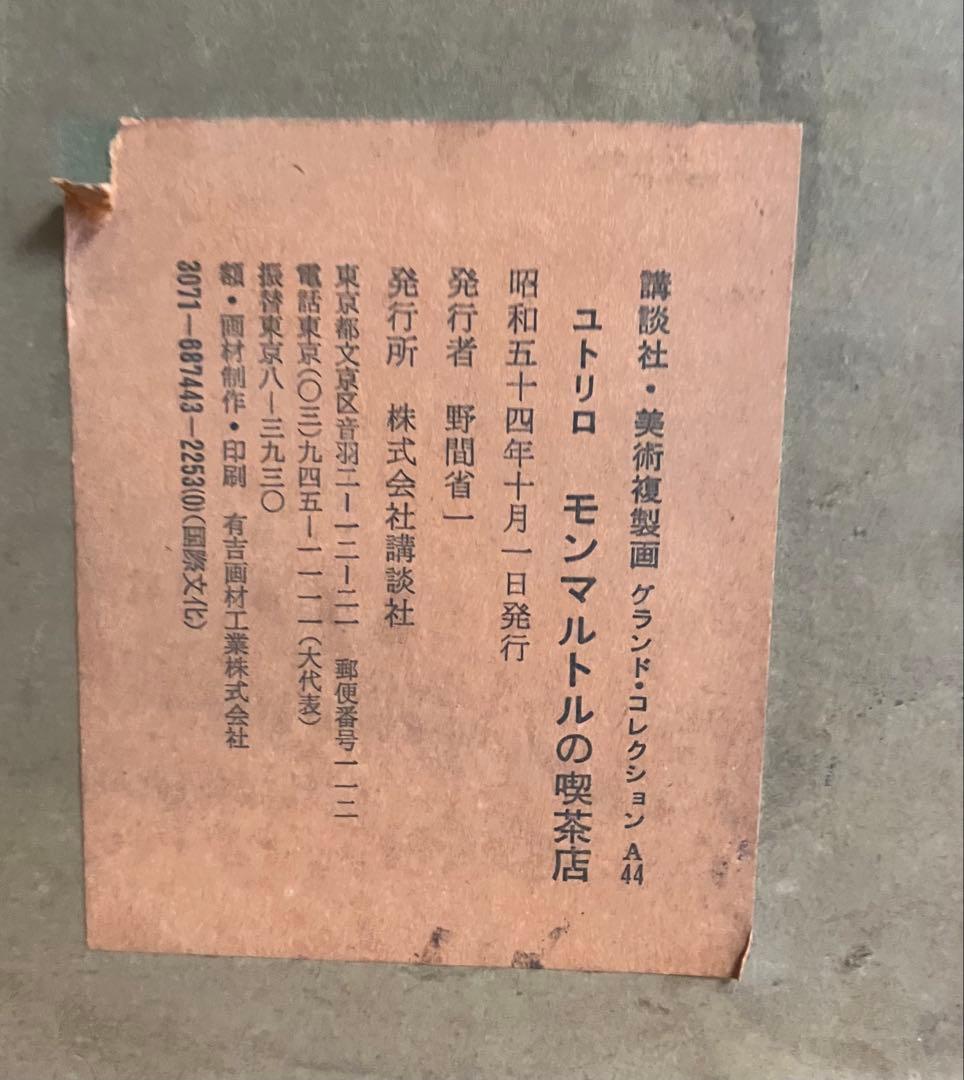 講談社・美術複製画 グランド・コレクション A44
ユトリロ モンマルトルの喫茶店
昭和五十四年十月一日発行
発行者 野間省一
発行所 株式会社講談社
東京都文京区音羽二ー一二ー二一 郵便番号一一二
電話東京(〇三)九四五ー一一一一(大代表)
振替東京八ー三九三〇
額・画材制作・印刷 有吉画材工業株式会社
3071-687443-2253(0)(国際文化)